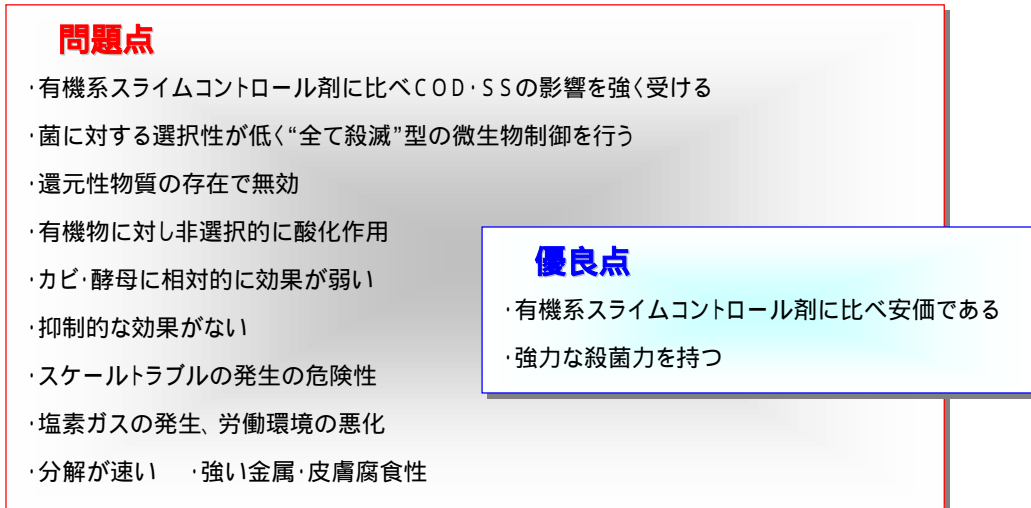 問題点
·有機系スライムコントロール剤に比べCOD·SSの影響を強く受ける
·菌に対する選択性が低く“全て殺滅”型の微生物制御を行う
·還元性物質の存在で無効
·有機物に対し非選択的に酸化作用
·カビ·酵母に相対的に効果が弱い
·抑制的な効果がない
·スケールトラブルの発生の危険性
·塩素ガスの発生、労働環境の悪化
·分解が速い ·強い金属·皮膚腐食性
優良点
·有機系スライムコントロール剤に比べ安価である
·強力な殺菌力を持つ